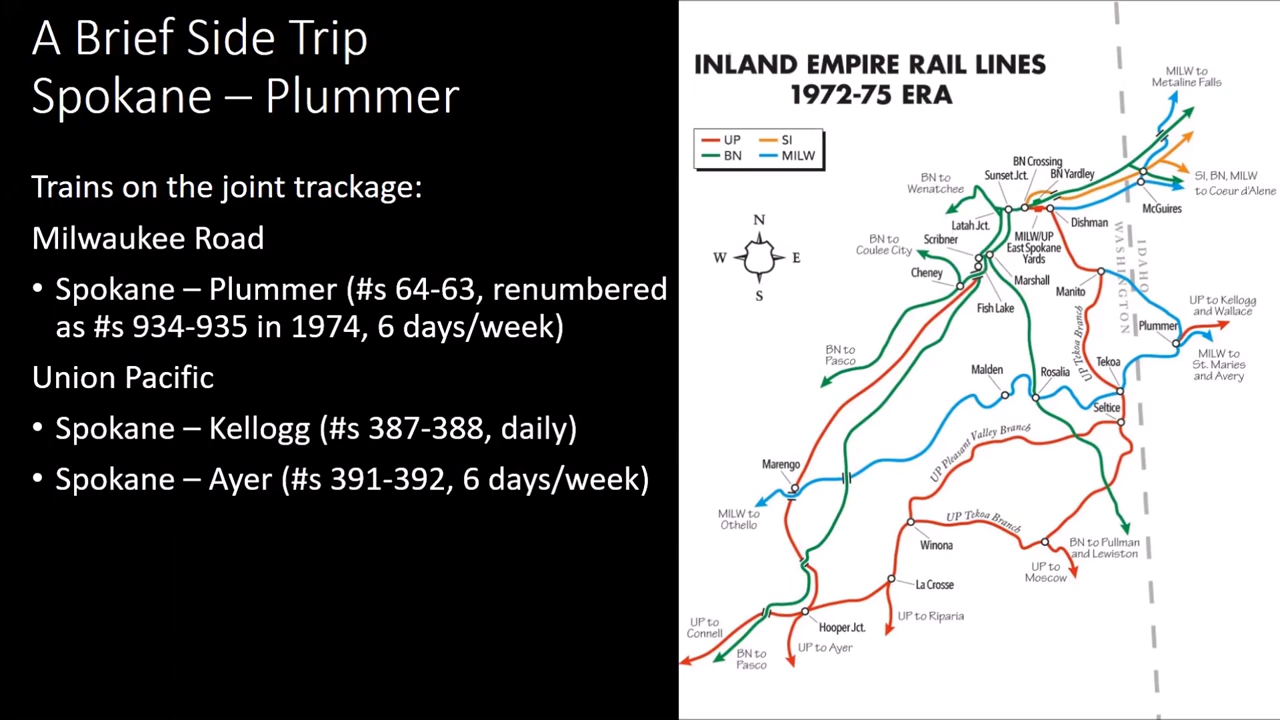 A Brief Side Trip
Spokane – Plummer
Trains on the joint trackage:
Milwaukee Road
• Spokane – Plummer (#s 64-63, renumbered
as #s 934-935 in 1974, 6 days/week)
Union Pacific
• Spokane – Kellogg (#s 387-388, daily)
• Spokane – Ayer (#s 391-392, 6 days/week)
INLAND EMPIRE RAIL LINES
1972-75 ERA
UP
SI
BN
MILW
MILW to
Metaline Falls
BN Crossing
Sunset Jct.
BN Yardley
BN to
Wenatchee
SI, BN, MILW
to Coeur d'Alene
McGuires
Latah Jct.
Dishman
MILW/UP
East Spokane
Yards
N
W
E
S
BN to
Coulee City
Scribner
Cheney
Marshall
Manito
Fish Lake
WASHINGTON
IDAHO
UP to Kellogg
and Wallace
Plummer
UP Tekoa Branch
MILW to
St. Maries
and Avery
BN to
Pasco
Malden
Rosalia
Tekoa
Seltice
UP Pleasant Valley Branch
Marengo
MILW to
Othello
UP Tekoa Branch
Winona
BN to Pullman
and Lewiston
UP to
Moscow
La Crosse
UP to Riparia
UP to
Connell
Hooper Jct.
BN to
Pasco
UP to Ayer